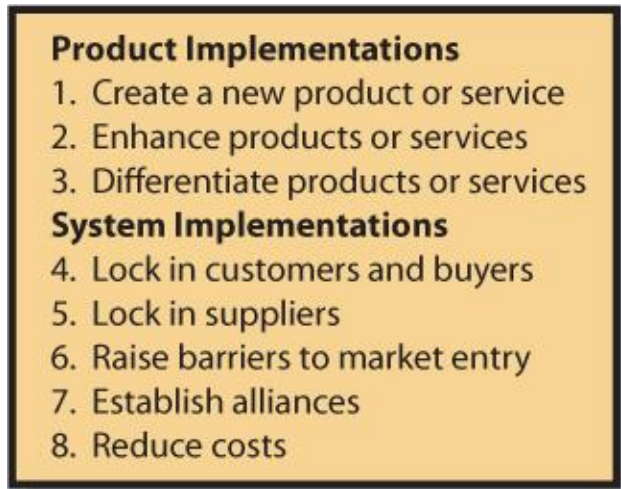 Product Implementations
1. Create a new product or service
2. Enhance products or services
3. Differentiate products or services
System Implementations
4. Lock in customers and buyers
5. Lock in suppliers
6. Raise barriers to market entry
7. Establish alliances
8. Reduce costs